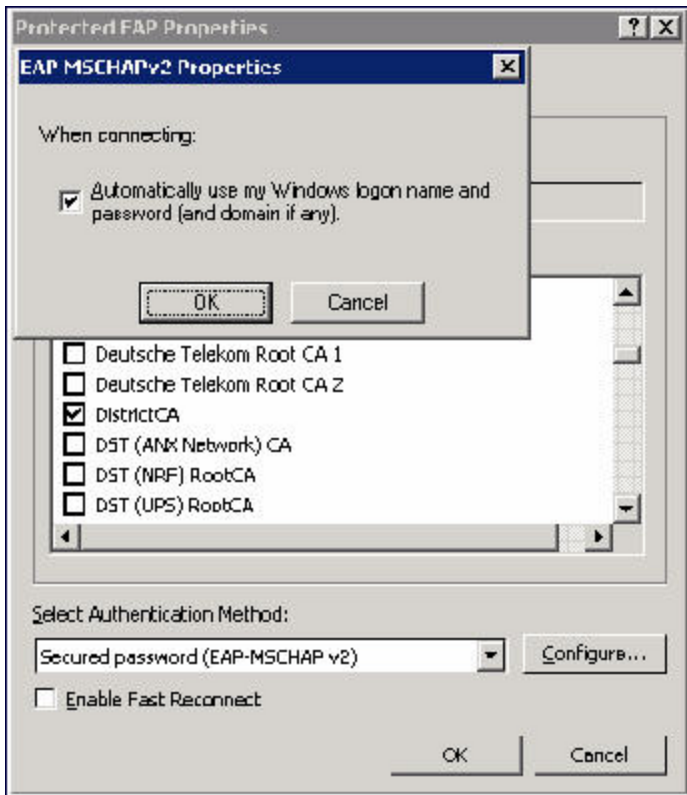 Protected EAP Properties
EAP MSCHAPv2 Properties
When connecting:
Automatically use my Windows logon name and
password (and domain if any).
OK
Cancel
Deutsche Telekom Root CA 1
Deutsche Telekom Root CA 2
DistrictCA
DST (ANX Network) CA
DST (NRF) RootCA
DST (UPS) RootCA
Select Authentication Method:
Secured password (EAP-MSCHAP v2)
Configure...
Enable Fast Reconnect
OK
Cancel